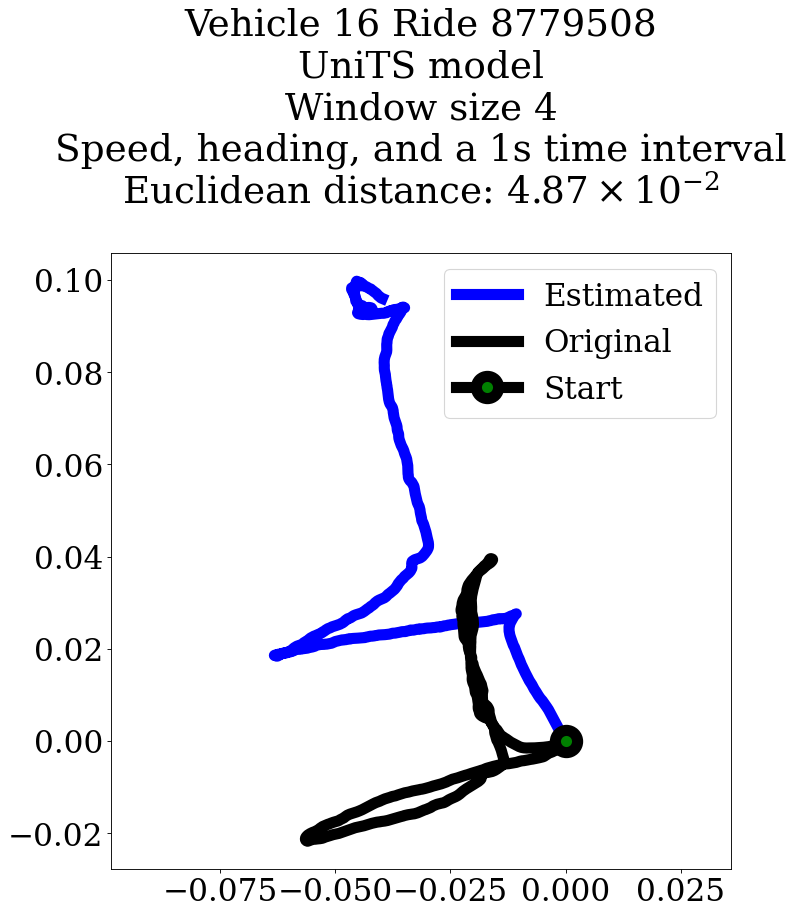 Vehicle 16 Ride 8779508
UniTS model
Window size 4
Speed, heading, and a 1s time interval
Euclidean distance: 4.87 × 10⁻²
Estimated
Original
Start
0.10
0.08
0.06
0.04
0.02
0.00
−0.02
−0.075 −0.050 −0.025 0.000 0.025